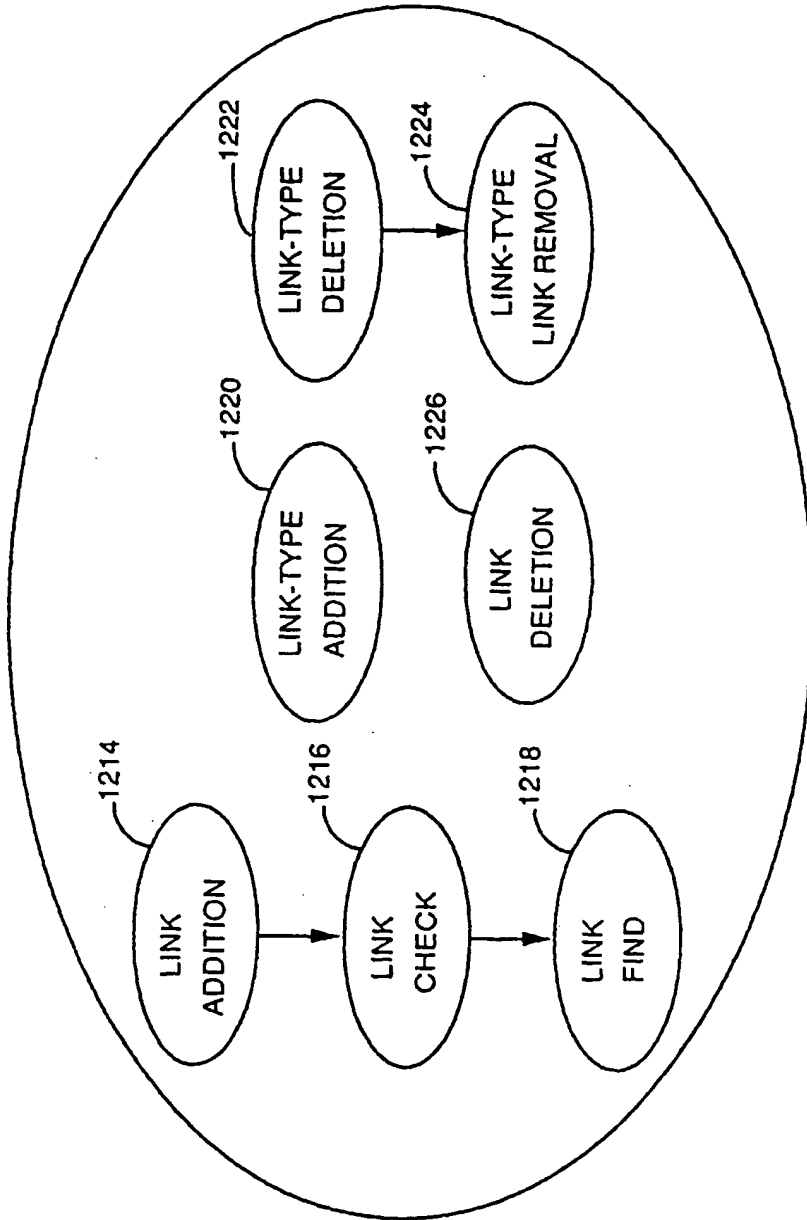 1214
LINK
ADDITION
1216
LINK
CHECK
1218
LINK
FIND
1220
LINK-TYPE
ADDITION
1226
LINK
DELETION
1222
LINK-TYPE
DELETION
1224
LINK-TYPE
LINK REMOVAL